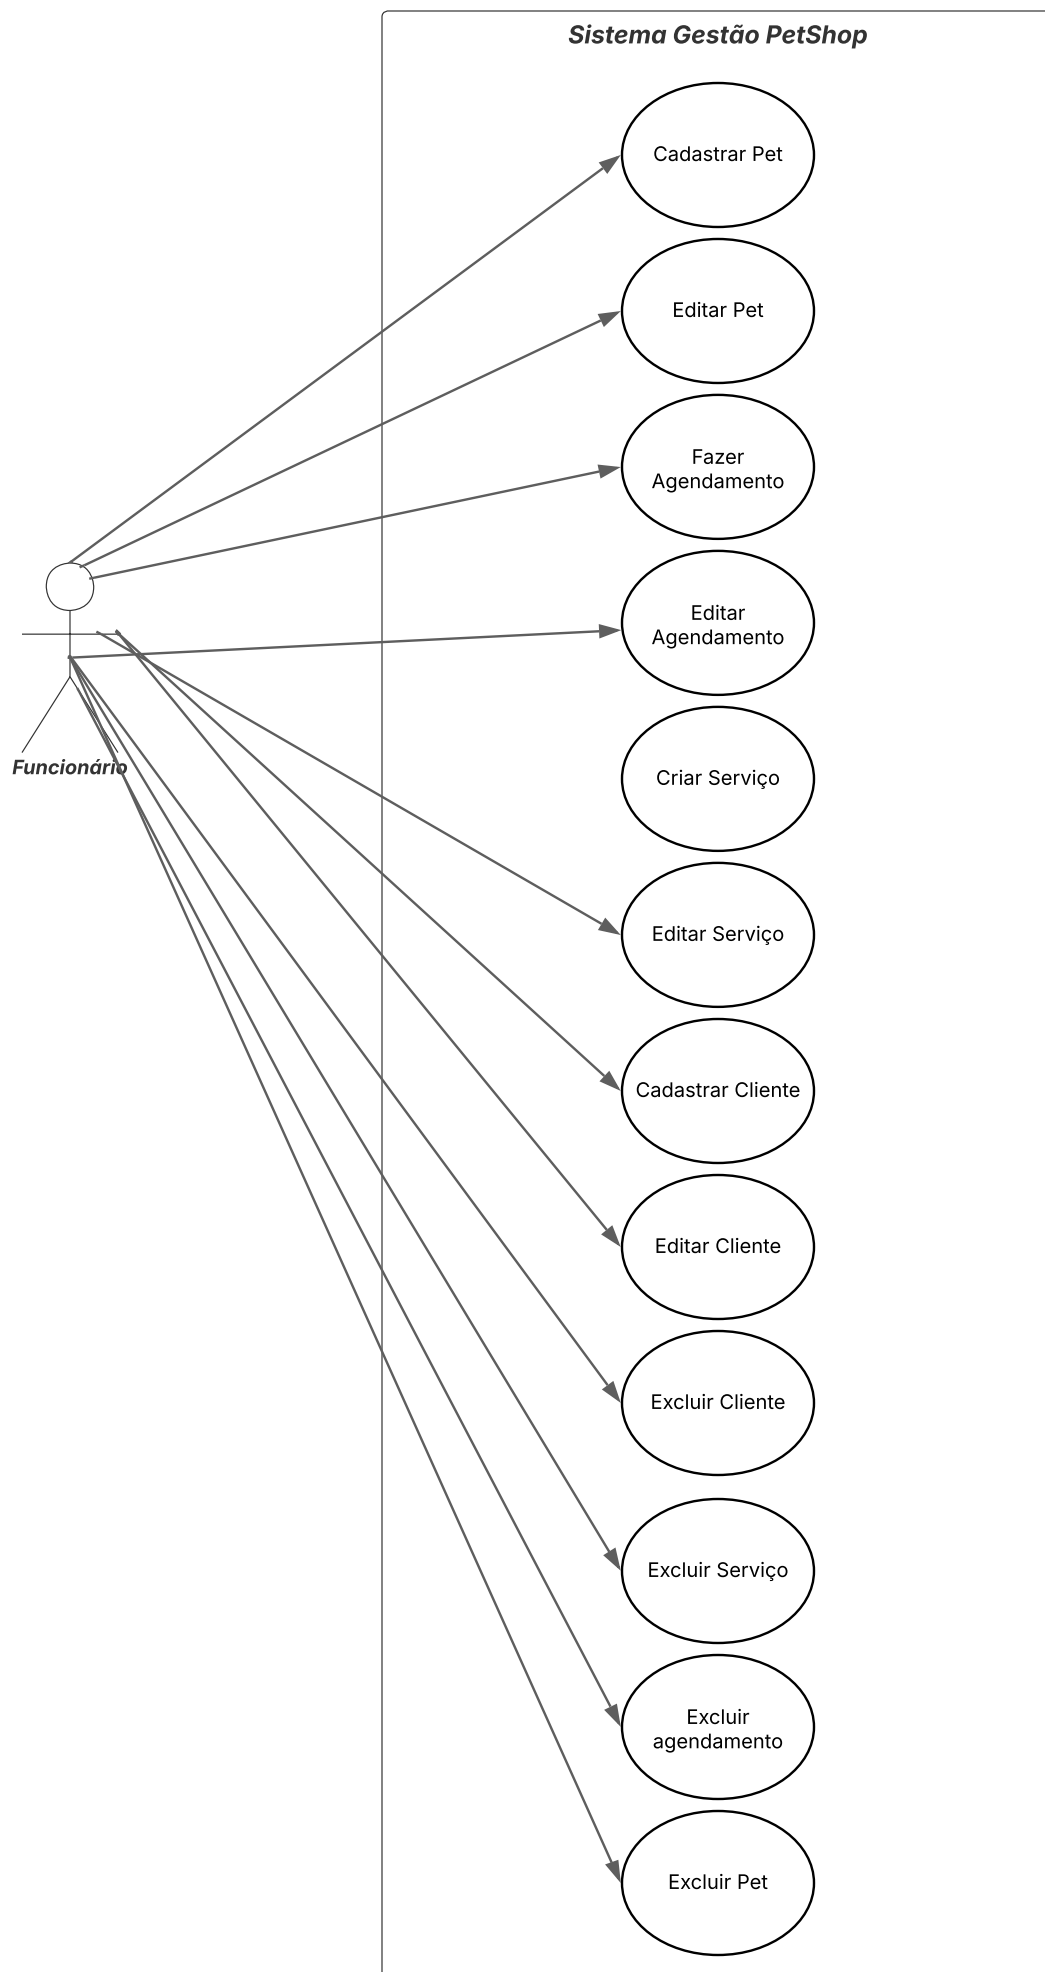 Sistema Gestão PetShop
Cadastrar Pet
Editar Pet
Fazer
Agendamento
Editar
Agendamento
Funcionário
Criar Serviço
Editar Serviço
Cadastrar Cliente
Editar Cliente
Excluir Cliente
Excluir Serviço
Excluir
agendamento
Excluir Pet